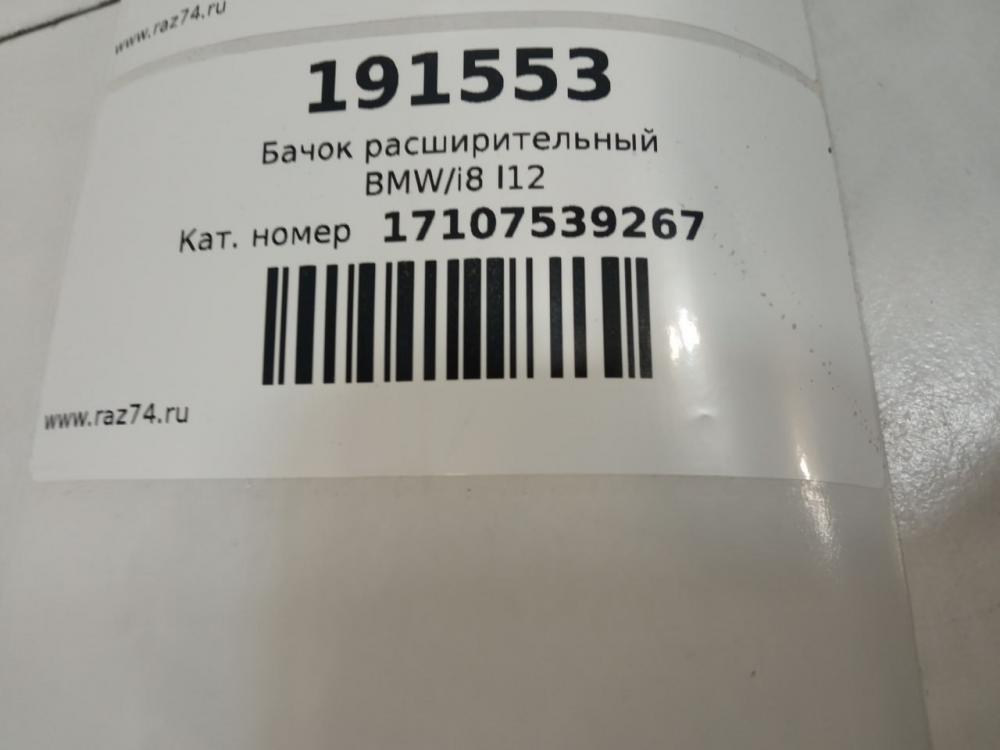 www.raz74.ru
191553
Бачок расширительный
BMW/i8 I12
Кат. номер 17107539267
www.raz74.ru